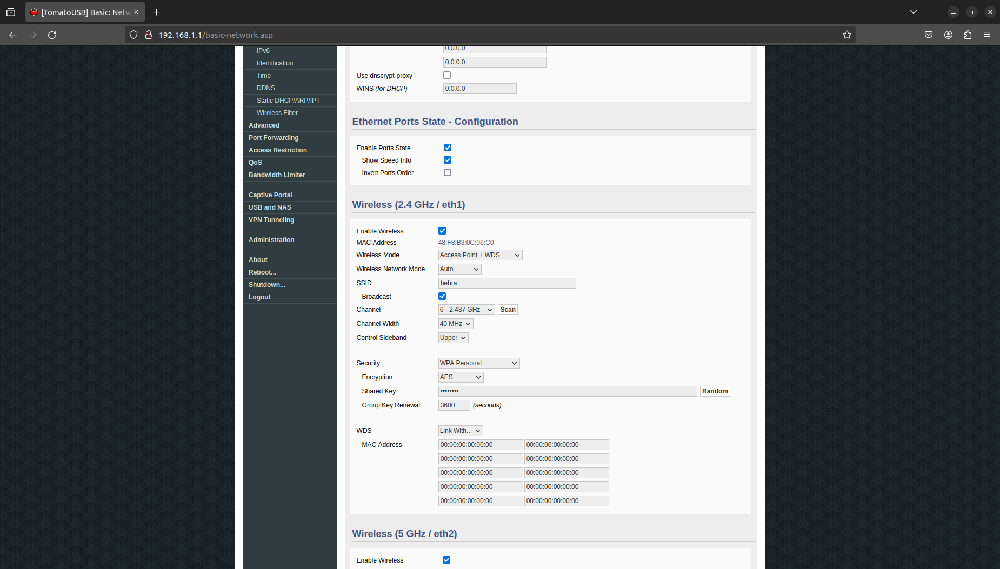 [TomatoUSB] Basic: Netw
192.168.1.1/basic-network.asp
IPv6
Identification
Time
DDNS
Static DHCP/ARP/IPT
Wireless Filter
Advanced
Port Forwarding
Access Restriction
QoS
Bandwidth Limiter
Captive Portal
USB and NAS
VPN Tunneling
Administration
About
Reboot...
Shutdown...
Logout
0.0.0.0
0.0.0.0
Use dnscrypt-proxy
WINS (for DHCP) 0.0.0.0
Ethernet Ports State - Configuration
Enable Ports State
Show Speed Info
Invert Ports Order
Wireless (2.4 GHz / eth1)
Enable Wireless
MAC Address 48:F8:B3:0C:06:C0
Wireless Mode Access Point + WDS
Wireless Network Mode Auto
SSID bebra
Broadcast
Channel 6 - 2.437 GHz Scan
Channel Width 40 MHz
Control Sideband Upper
Security WPA Personal
Encryption AES
Shared Key •••••••• Random
Group Key Renewal 3600 (seconds)
WDS Link With...
MAC Address 00:00:00:00:00:00 00:00:00:00:00:00
00:00:00:00:00:00 00:00:00:00:00:00
00:00:00:00:00:00 00:00:00:00:00:00
00:00:00:00:00:00 00:00:00:00:00:00
00:00:00:00:00:00 00:00:00:00:00:00
Wireless (5 GHz / eth2)
Enable Wireless